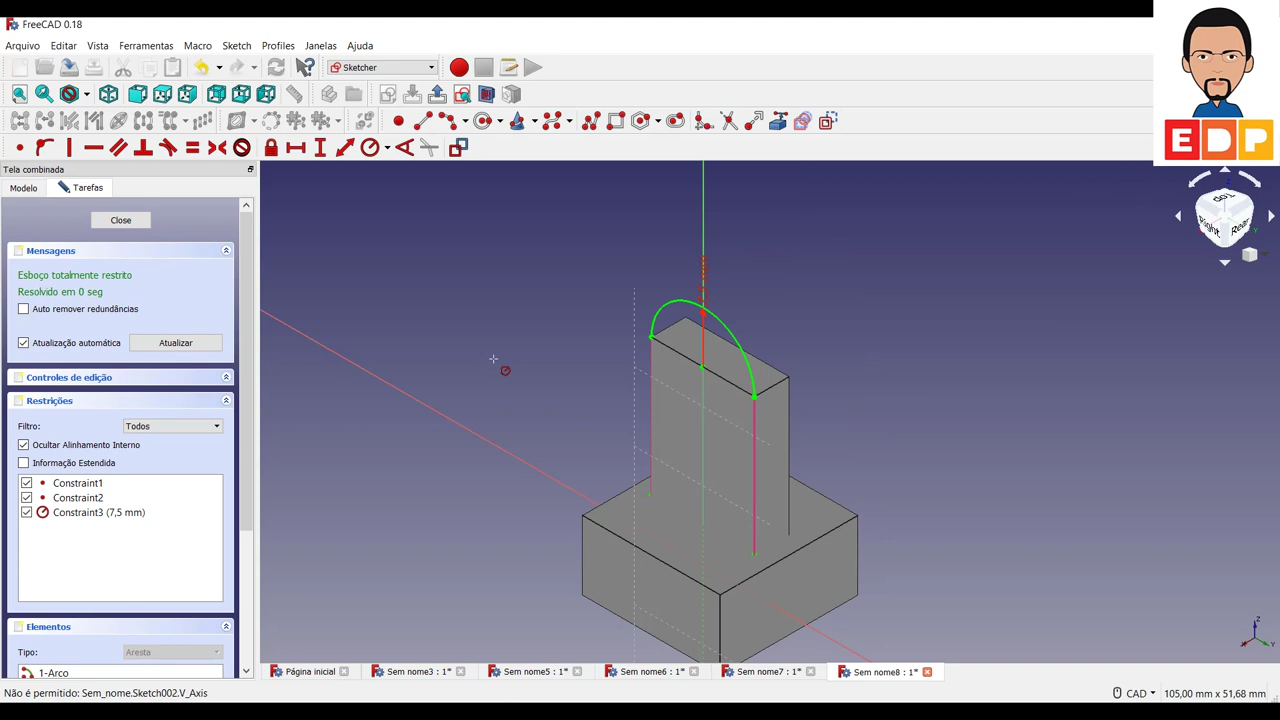 FreeCAD 0.18
Arquivo Editar Vista Ferramentas Macro Sketch Profiles Janelas Ajuda
Sketcher
EDP
Tela combinada
Modelo Tarefas
Close
Mensagens
Esboço totalmente restrito
Resolvido em 0 seg
Auto remover redundâncias
Atualização automática Atualizar
Controles de edição
Restrições
Filtro: Todos
Ocultar Alinhamento Interno
Informação Estendida
Constraint1
Constraint2
Constraint3 (7,5 mm)
Elementos
Tipo: Aresta
1-Arco
Top
Right Rear
Z
X Y
Página inicial Sem nome3 : 1* Sem nome5 : 1* Sem nome6 : 1* Sem nome7 : 1* Sem nome8 : 1*
Não é permitido: Sem_nome.Sketch002.V_Axis CAD 105,00 mm x 51,68 mm